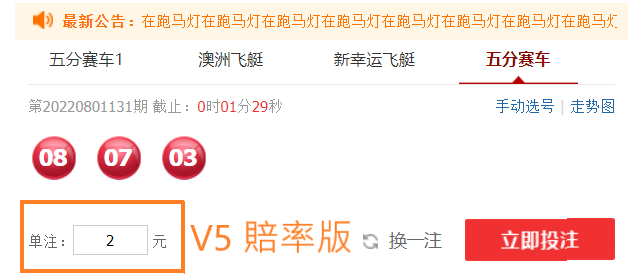 最新公告：在跑马灯在跑马灯在跑马灯在跑马灯在跑马灯在跑马灯在跑马灯在跑马灯
五分赛车1 澳洲飞艇 新幸运飞艇 五分赛车
第20220801131期 截止：0时01分29秒 手动选号 | 走势图
08 07 03
单注： 2 元 V5 賠率版 换一注 立即投注